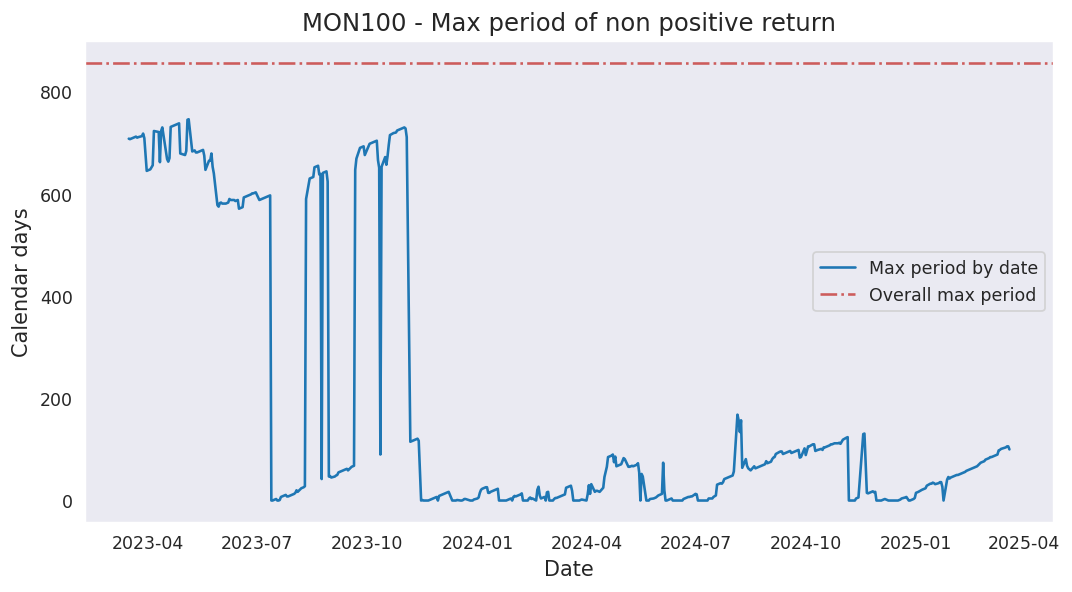 MON100 - Max period of non positive return
Calendar days
800
600
400
200
0
Max period by date
Overall max period
2023-04 2023-07 2023-10 2024-01 2024-04 2024-07 2024-10 2025-01 2025-04
Date